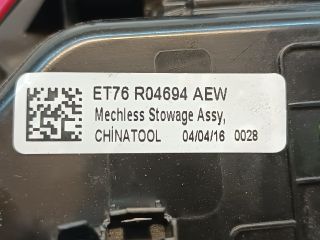 ET76 R04694 AEW
Mechless Stowage Assy,
CHINATOOL 04/04/16 0028